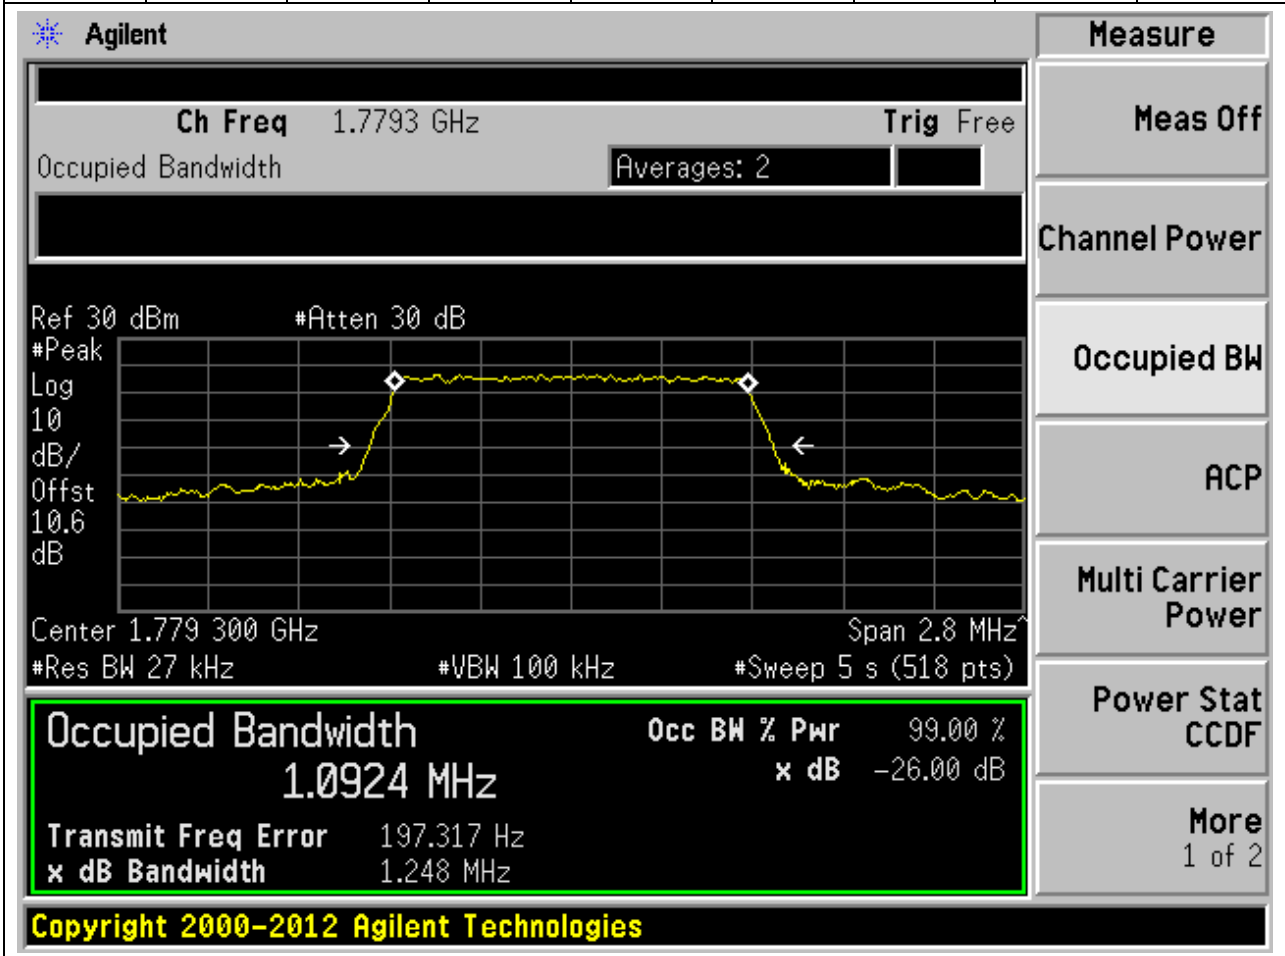 Agilent
Measure
Ch Freq 1.7793 GHz Trig Free
Occupied Bandwidth Averages: 2
Meas Off
Channel Power
Occupied BW
ACP
Multi Carrier
Power
Power Stat
CCDF
More
1 of 2
Ref 30 dBm #Atten 30 dB
#Peak
Log
10
dB/
Offst
10.6
dB
Center 1.779 300 GHz Span 2.8 MHz^
#Res BW 27 kHz #VBW 100 kHz #Sweep 5 s (518 pts)
Occupied Bandwidth Occ BW % Pwr 99.00 %
1.0924 MHz x dB -26.00 dB
Transmit Freq Error 197.317 Hz
x dB Bandwidth 1.248 MHz
Copyright 2000-2012 Agilent Technologies